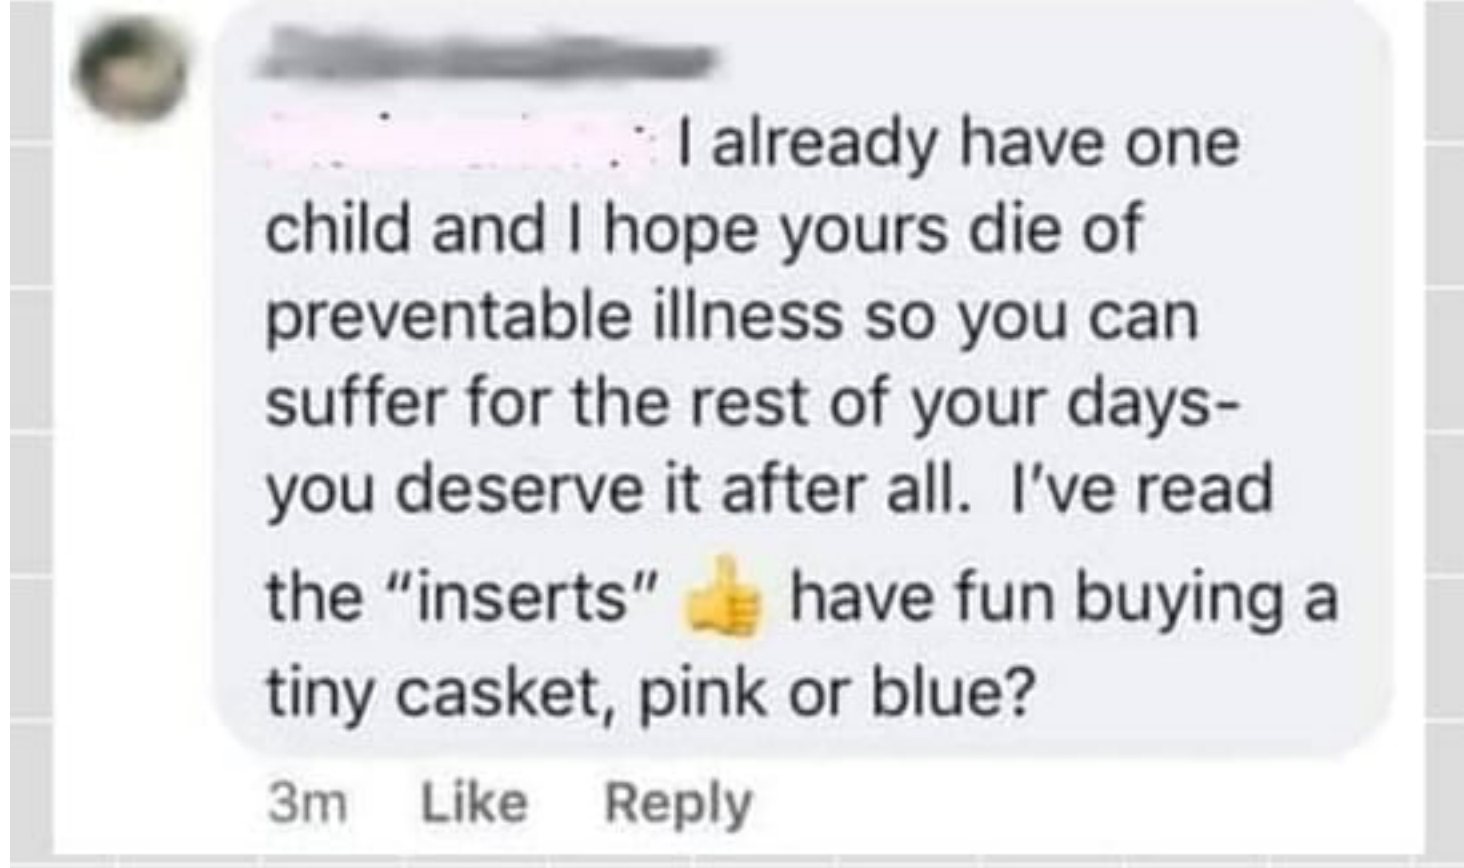 I already have one
child and I hope yours die of
preventable illness so you can
suffer for the rest of your days-
you deserve it after all.  I've read
the “inserts” 👍 have fun buying a
tiny casket, pink or blue?
3m Like Reply